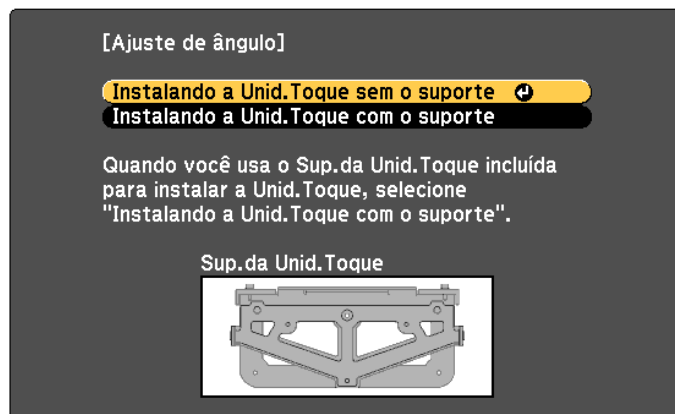 [Ajuste de ângulo]
Instalando a Unid.Toque sem o suporte
Instalando a Unid.Toque com o suporte
Quando você usa o Sup.da Unid.Toque incluída
para instalar a Unid.Toque, selecione
"Instalando a Unid.Toque com o suporte".
Sup.da Unid.Toque